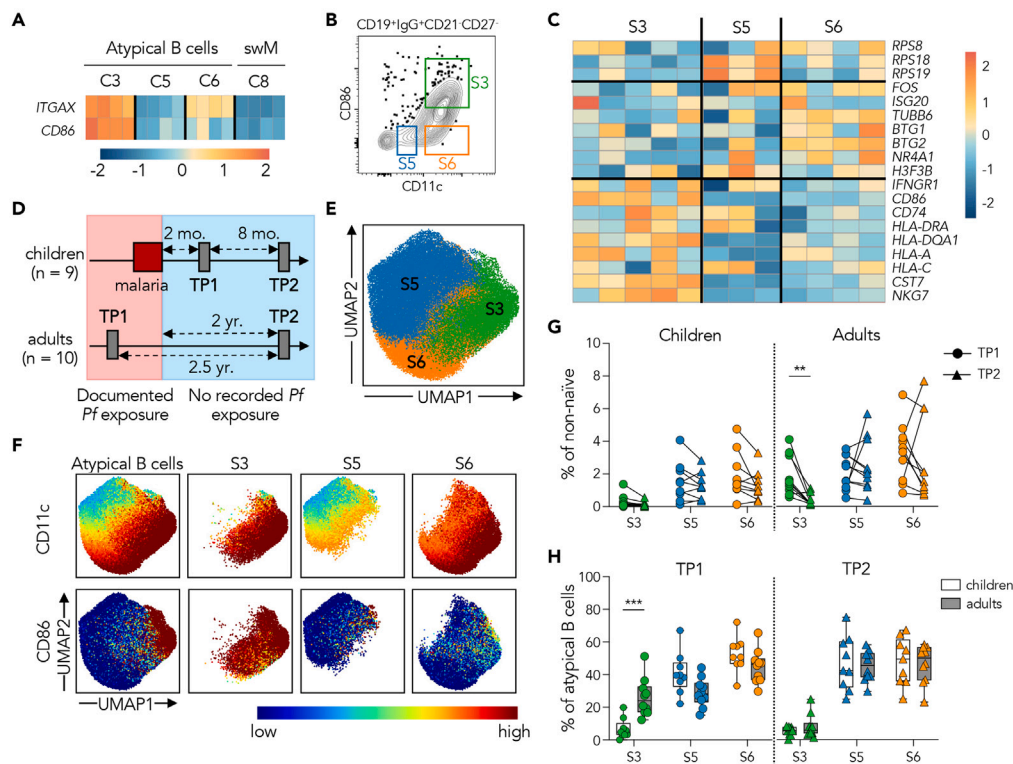 A
Atypical B cells swM
C3 C5 C6 C8
ITGAX
CD86
-2 -1 0 1 2
B
CD19+IgG+CD21-CD27-
CD86
S3
S5 S6
CD11c
C
S3 S5 S6
RPS8
RPS18
RPS19
FOS
ISG20
TUBB6
BTG1
BTG2
NR4A1
H3F3B
IFNGR1
CD86
CD74
HLA-DRA
HLA-DQA1
HLA-A
HLA-C
CST7
NKG7
2
1
0
-1
-2
D
2 mo. 8 mo.
children
(n = 9)
malaria TP1 TP2
TP1 TP2
2 yr.
adults
(n = 10)
2.5 yr.
Documented
Pf exposure
No recorded Pf
exposure
E
UMAP2
S5
S3
S6
UMAP1
F
Atypical B cells S3 S5 S6
CD11c
CD86
UMAP2
UMAP1
low high
G
Children Adults
TP1
TP2
% of non-naïve
10
8
6
4
2
0
**
S3 S5 S6 S3 S5 S6
H
TP1 TP2
children
adults
% of atypical B cells
100
80
60
40
20
0
***
S3 S5 S6 S3 S5 S6